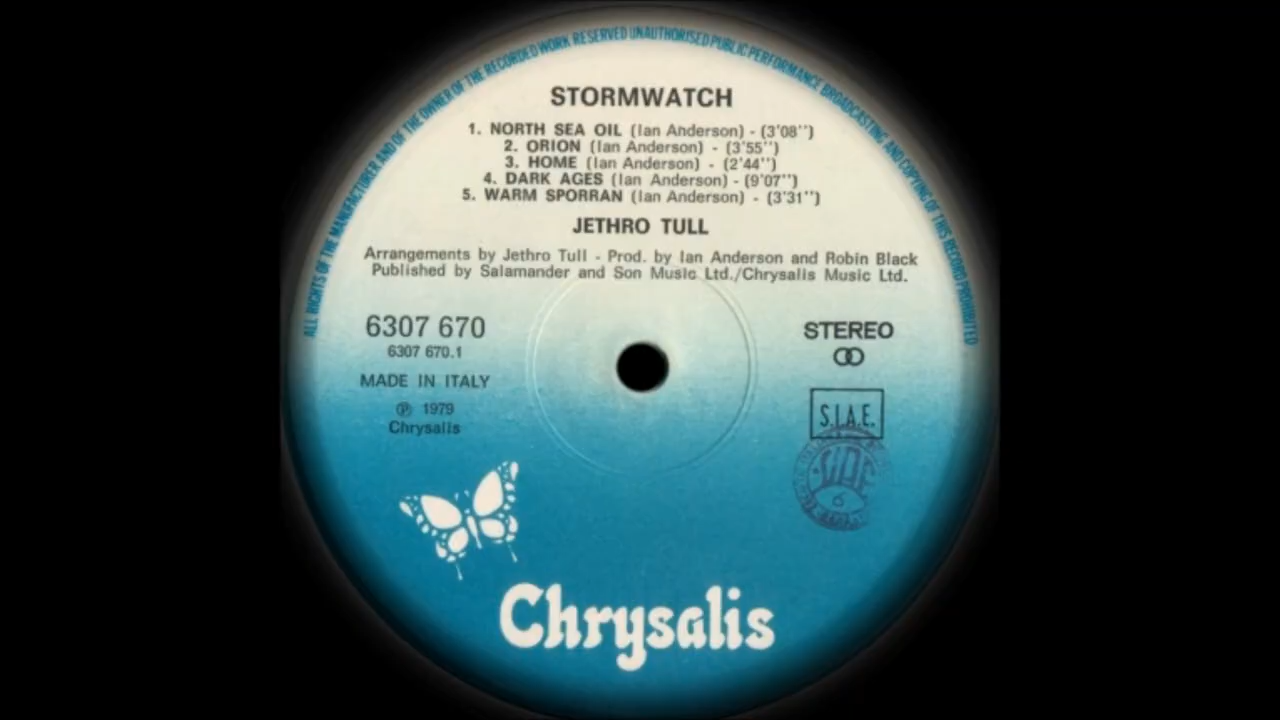 ALL RIGHTS OF THE MANUFACTURER AND OF THE OWNER OF THE RECORDED WORK RESERVED UNAUTHORISED PUBLIC PERFORMANCE BROADCASTING AND COPYING OF THIS RECORD PROHIBITED
STORMWATCH
1. NORTH SEA OIL (Ian Anderson) - (3'08'')
2. ORION (Ian Anderson) - (3'55'')
3. HOME (Ian Anderson) - (2'44'')
4. DARK AGES (Ian Anderson) - (9'07'')
5. WARM SPORRAN (Ian Anderson) - (3'31'')
JETHRO TULL
Arrangements by Jethro Tull - Prod. by Ian Anderson and Robin Black
Published by Salamander and Son Music Ltd./Chrysalis Music Ltd.
6307 670
6307 670.1
MADE IN ITALY
Ⓟ 1979
Chrysalis
STEREO
S.I.A.E.
Chrysalis